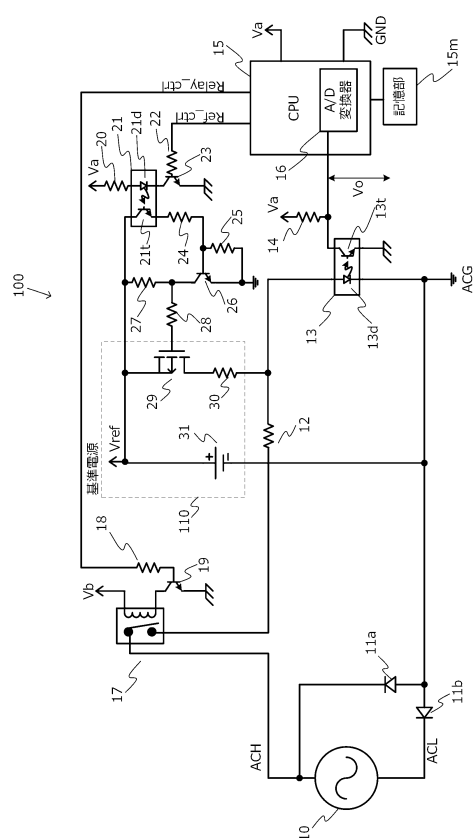 100
15
Va
GND
15m
CPU
A/D
変換器
記憶部
16
Relay_ctrl
Ref_ctrl
22
23
Va
20
21
21d
21t
24
25
26
27
28
Va
14
Vo
13t
13
13d
ACG
基準電源
Vref
29
30
31
110
12
18
19
Vb
17
11a
11b
ACH
ACL
10